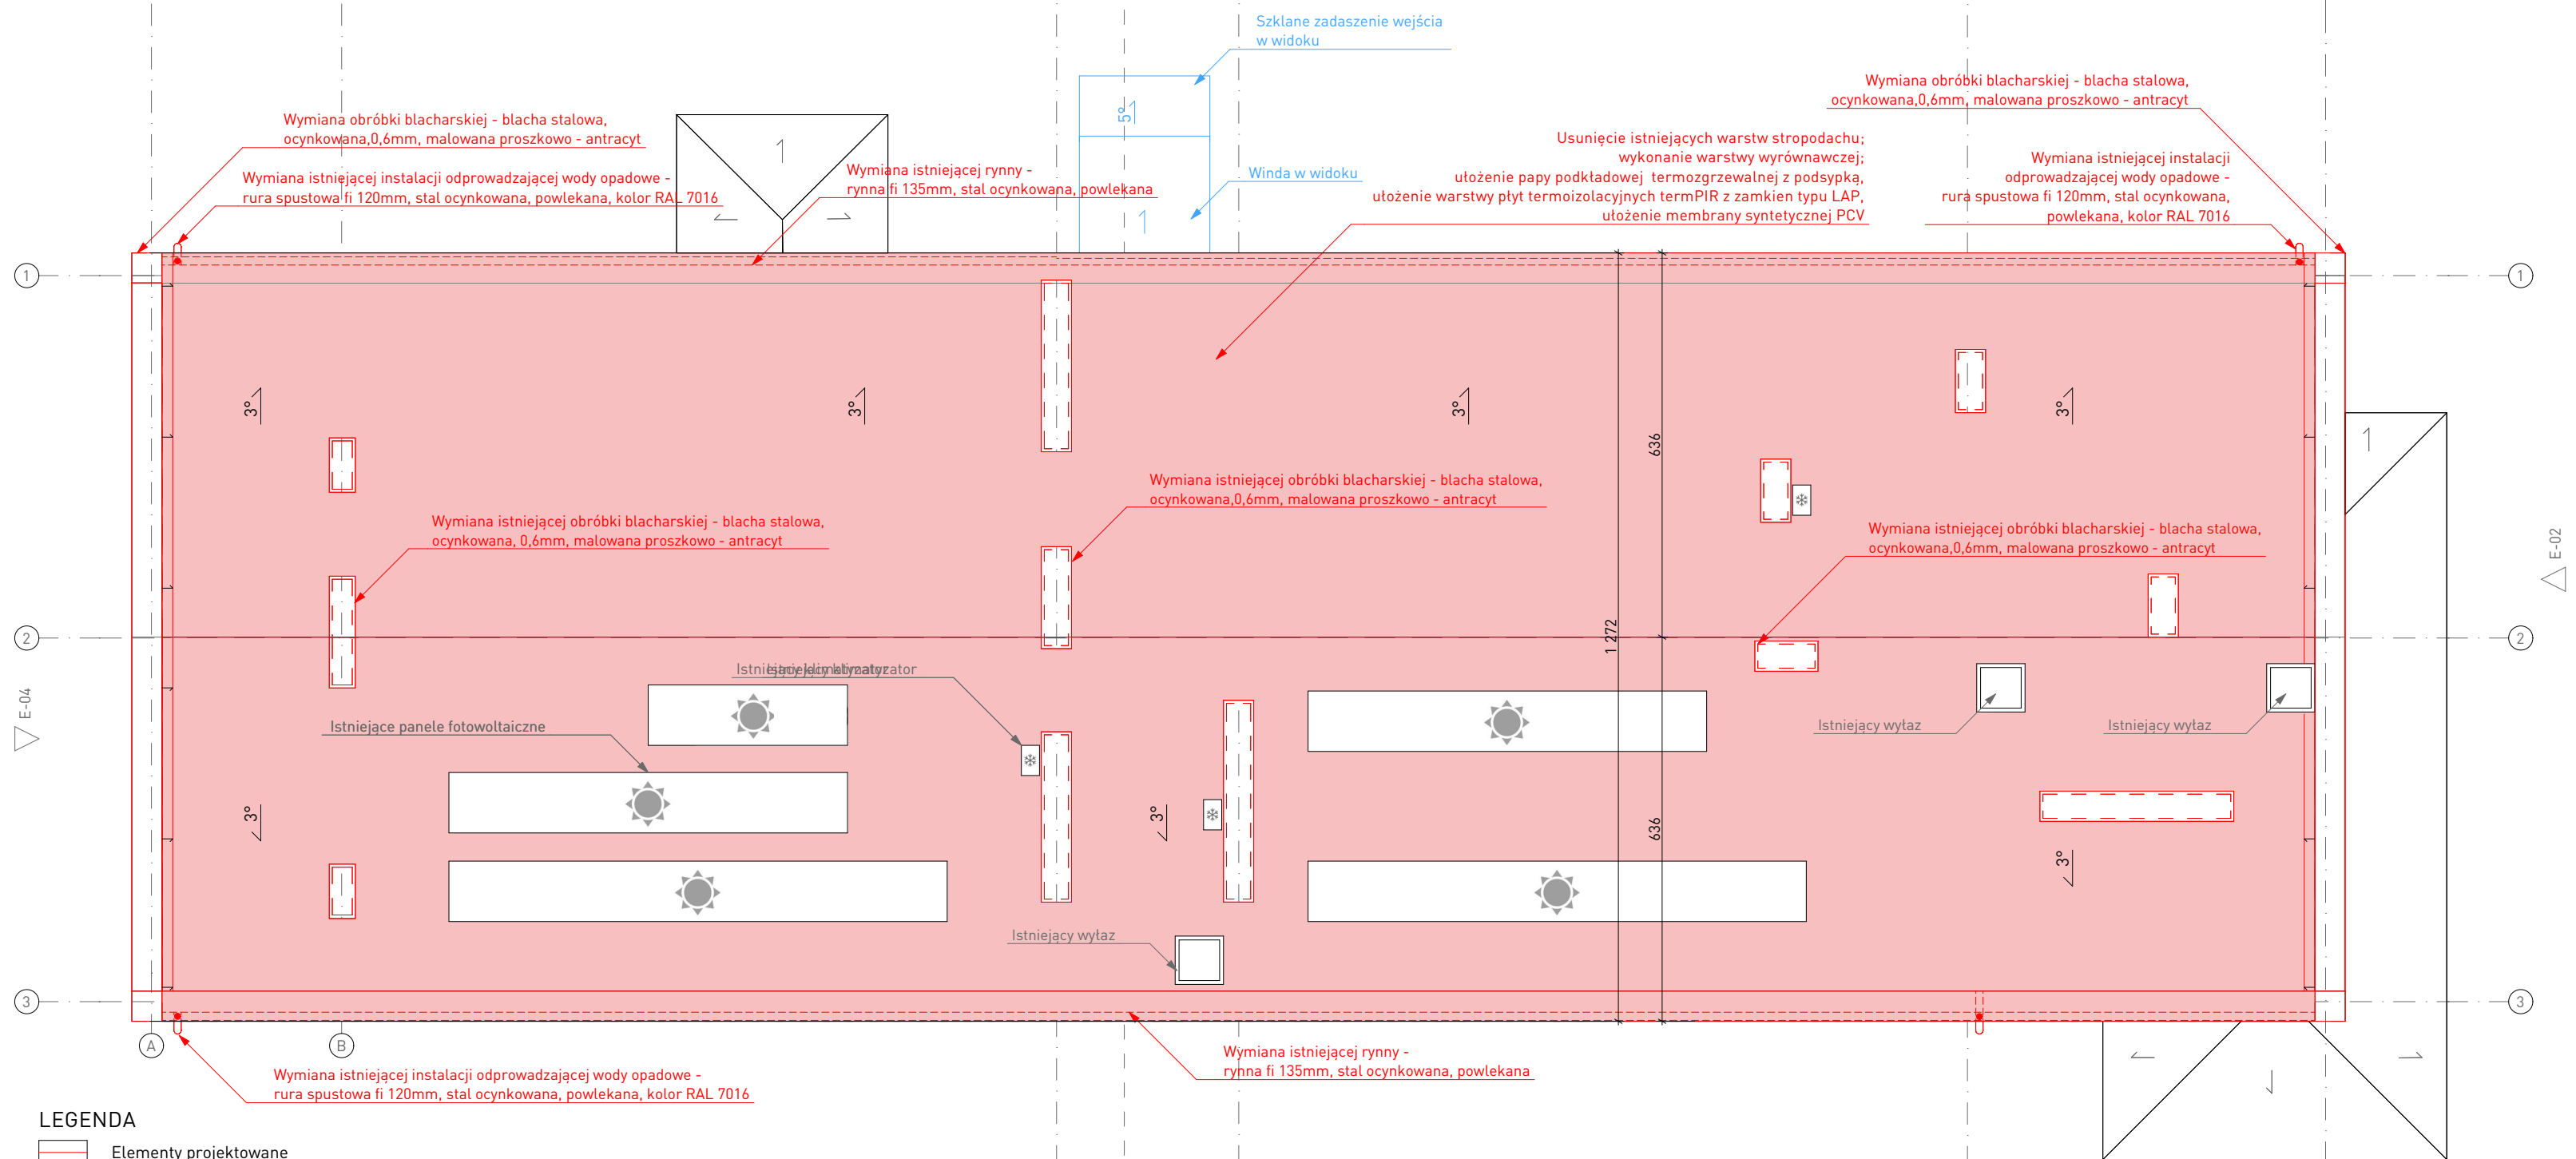 Szklane zadaszenie wejścia
w widoku
5°
Winda w widoku
Wymiana obróbki blacharskiej - blacha stalowa,
ocynkowana,0,6mm, malowana proszkowo - antracyt
Wymiana istniejącej instalacji odprowadzającej wody opadowe -
rura spustowa fi 120mm, stal ocynkowana, powlekana, kolor RAL 7016
Wymiana istniejącej rynny -
rynna fi 135mm, stal ocynkowana, powlekana
Usunięcie istniejących warstw stropodachu;
wykonanie warstwy wyrównawczej;
ułożenie papy podkładowej termozgrzewalnej z podsypką,
ułożenie warstwy płyt termoizolacyjnych termPIR z zamkien typu LAP,
ułożenie membrany syntetycznej PCV
Wymiana obróbki blacharskiej - blacha stalowa,
ocynkowana,0,6mm, malowana proszkowo - antracyt
Wymiana istniejącej instalacji
odprowadzającej wody opadowe -
rura spustowa fi 120mm, stal ocynkowana,
powlekana, kolor RAL 7016
1
1
3°
3°
3°
3°
636
Wymiana istniejącej obróbki blacharskiej - blacha stalowa,
ocynkowana,0,6mm, malowana proszkowo - antracyt
Wymiana istniejącej obróbki blacharskiej - blacha stalowa,
ocynkowana, 0,6mm, malowana proszkowo - antracyt
Wymiana istniejącej obróbki blacharskiej - blacha stalowa,
ocynkowana,0,6mm, malowana proszkowo - antracyt
E-02
2
1 272
2
E-04
Istniejący klimatyzator
Istniejący klimatyzator
Istniejące panele fotowoltaiczne
Istniejący wyłaz
Istniejący wyłaz
3°
3°
636
3°
Istniejący wyłaz
3
3
A
B
Wymiana istniejącej rynny -
rynna fi 135mm, stal ocynkowana, powlekana
Wymiana istniejącej instalacji odprowadzającej wody opadowe -
rura spustowa fi 120mm, stal ocynkowana, powlekana, kolor RAL 7016
LEGENDA
Elementy projektowane